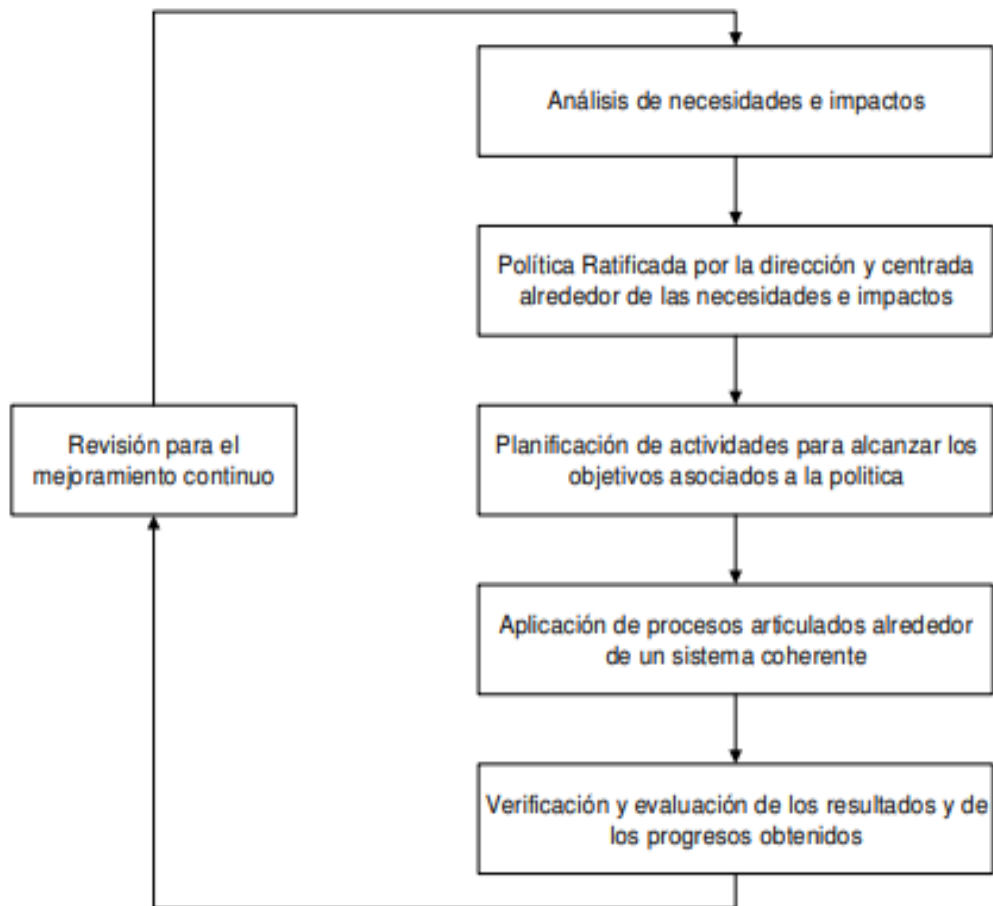 Análisis de necesidades e impactos
Política Ratificada por la dirección y centrada
alrededor de las necesidades e impactos
Revisión para el
mejoramiento continuo
Planificación de actividades para alcanzar los
objetivos asociados a la politica
Aplicación de procesos articulados alrededor
de un sistema coherente
Verificación y evaluación de los resultados y de
los progresos obtenidos